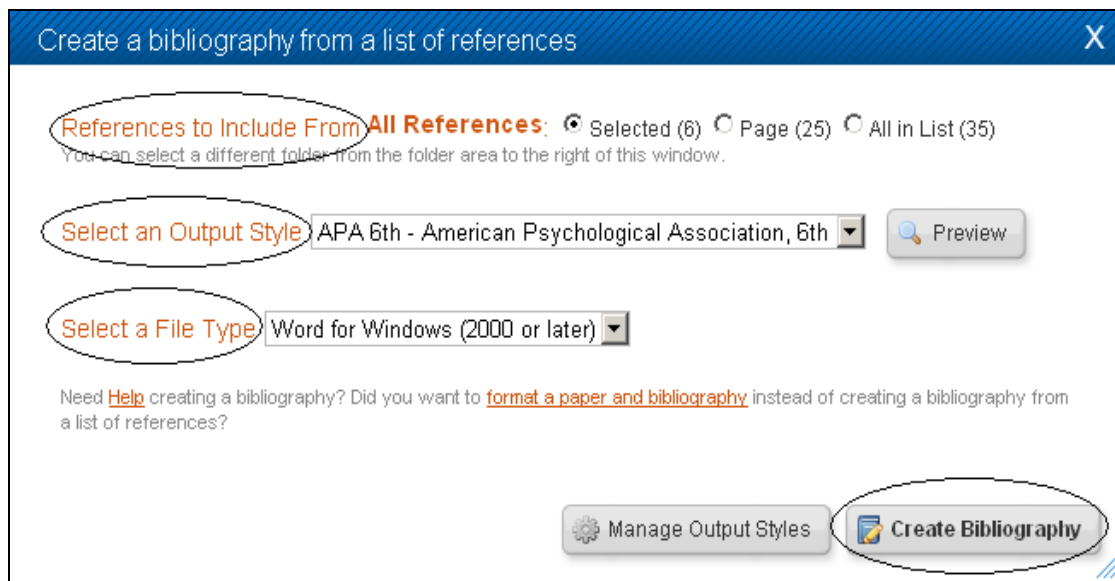 Create a bibliography from a list of references X
References to Include From All References: Selected (6) Page (25) All in List (35)
You can select a different folder from the folder area to the right of this window.
Select an Output Style APA 6th - American Psychological Association, 6th Preview
Select a File Type Word for Windows (2000 or later)
Need Help creating a bibliography? Did you want to format a paper and bibliography instead of creating a bibliography from
a list of references?
Manage Output Styles Create Bibliography